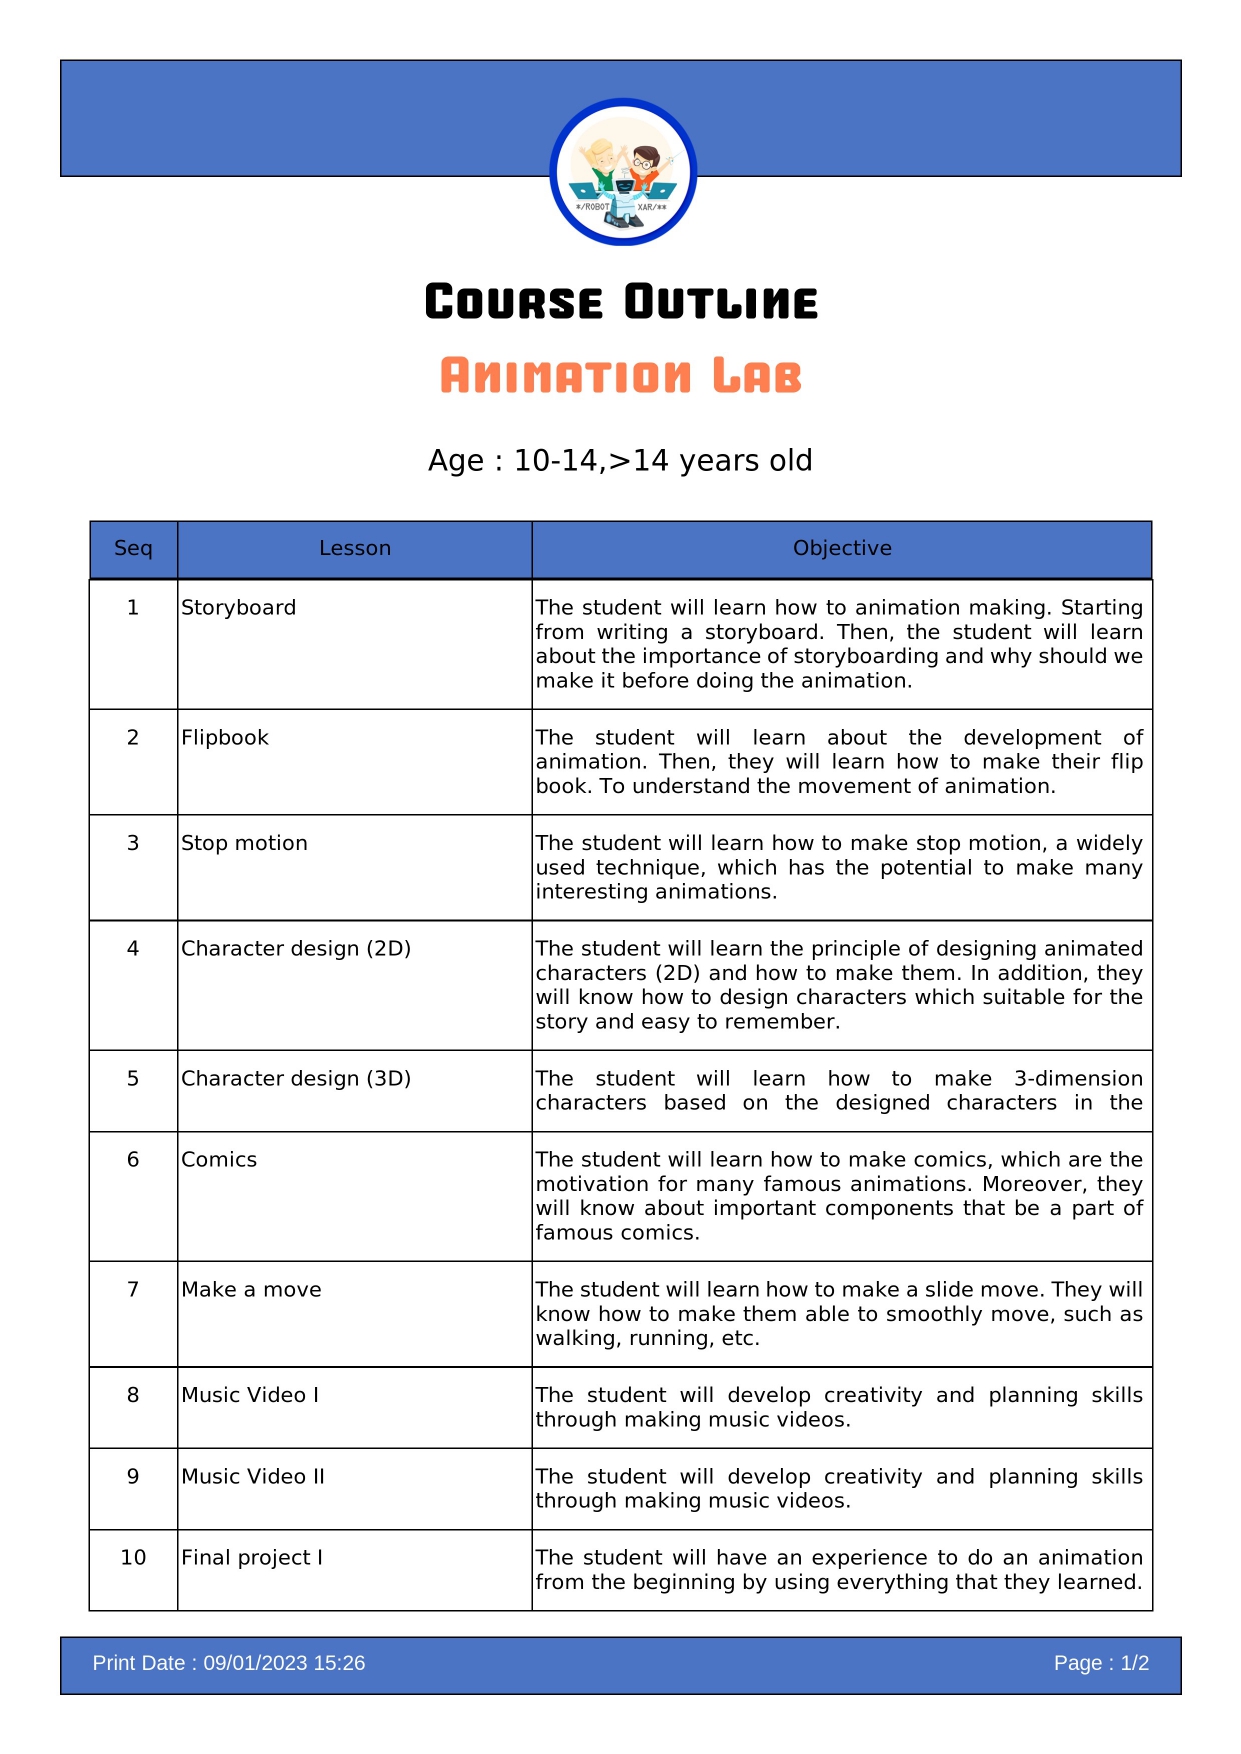 */ROBOT XAR/**
Course Outline
Animation Lab
Age : 10-14,>14 years old
Seq Lesson Objective
1 Storyboard The student will learn how to animation making. Starting
from writing a storyboard. Then, the student will learn
about the importance of storyboarding and why should we
make it before doing the animation.
2 Flipbook The student will learn about the development of
animation. Then, they will learn how to make their flip
book. To understand the movement of animation.
3 Stop motion The student will learn how to make stop motion, a widely
used technique, which has the potential to make many
interesting animations.
4 Character design (2D) The student will learn the principle of designing animated
characters (2D) and how to make them. In addition, they
will know how to design characters which suitable for the
story and easy to remember.
5 Character design (3D) The student will learn how to make 3-dimension
characters based on the designed characters in the
6 Comics The student will learn how to make comics, which are the
motivation for many famous animations. Moreover, they
will know about important components that be a part of
famous comics.
7 Make a move The student will learn how to make a slide move. They will
know how to make them able to smoothly move, such as
walking, running, etc.
8 Music Video I The student will develop creativity and planning skills
through making music videos.
9 Music Video II The student will develop creativity and planning skills
through making music videos.
10 Final project I The student will have an experience to do an animation
from the beginning by using everything that they learned.
Print Date : 09/01/2023 15:26 Page : 1/2